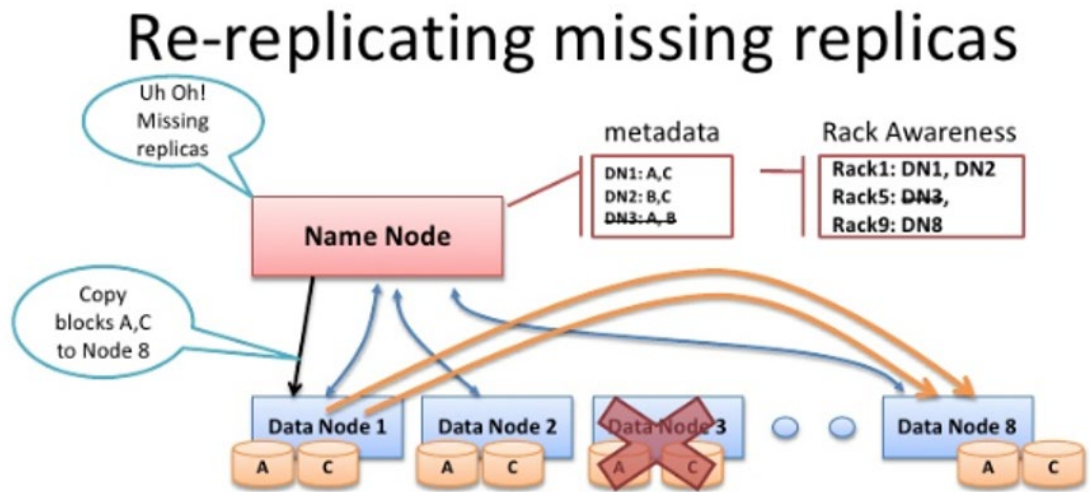 Re-replicating missing replicas
Uh Oh!
Missing
replicas
metadata
Rack Awareness
DN1: A,C
DN2: B,C
DN3: A, B
Rack1: DN1, DN2
Rack5: DN3,
Rack9: DN8
Name Node
Copy
blocks A,C
to Node 8
Data Node 1
Data Node 2
Data Node 3
Data Node 8
A
C
A
C
A
C
A
C